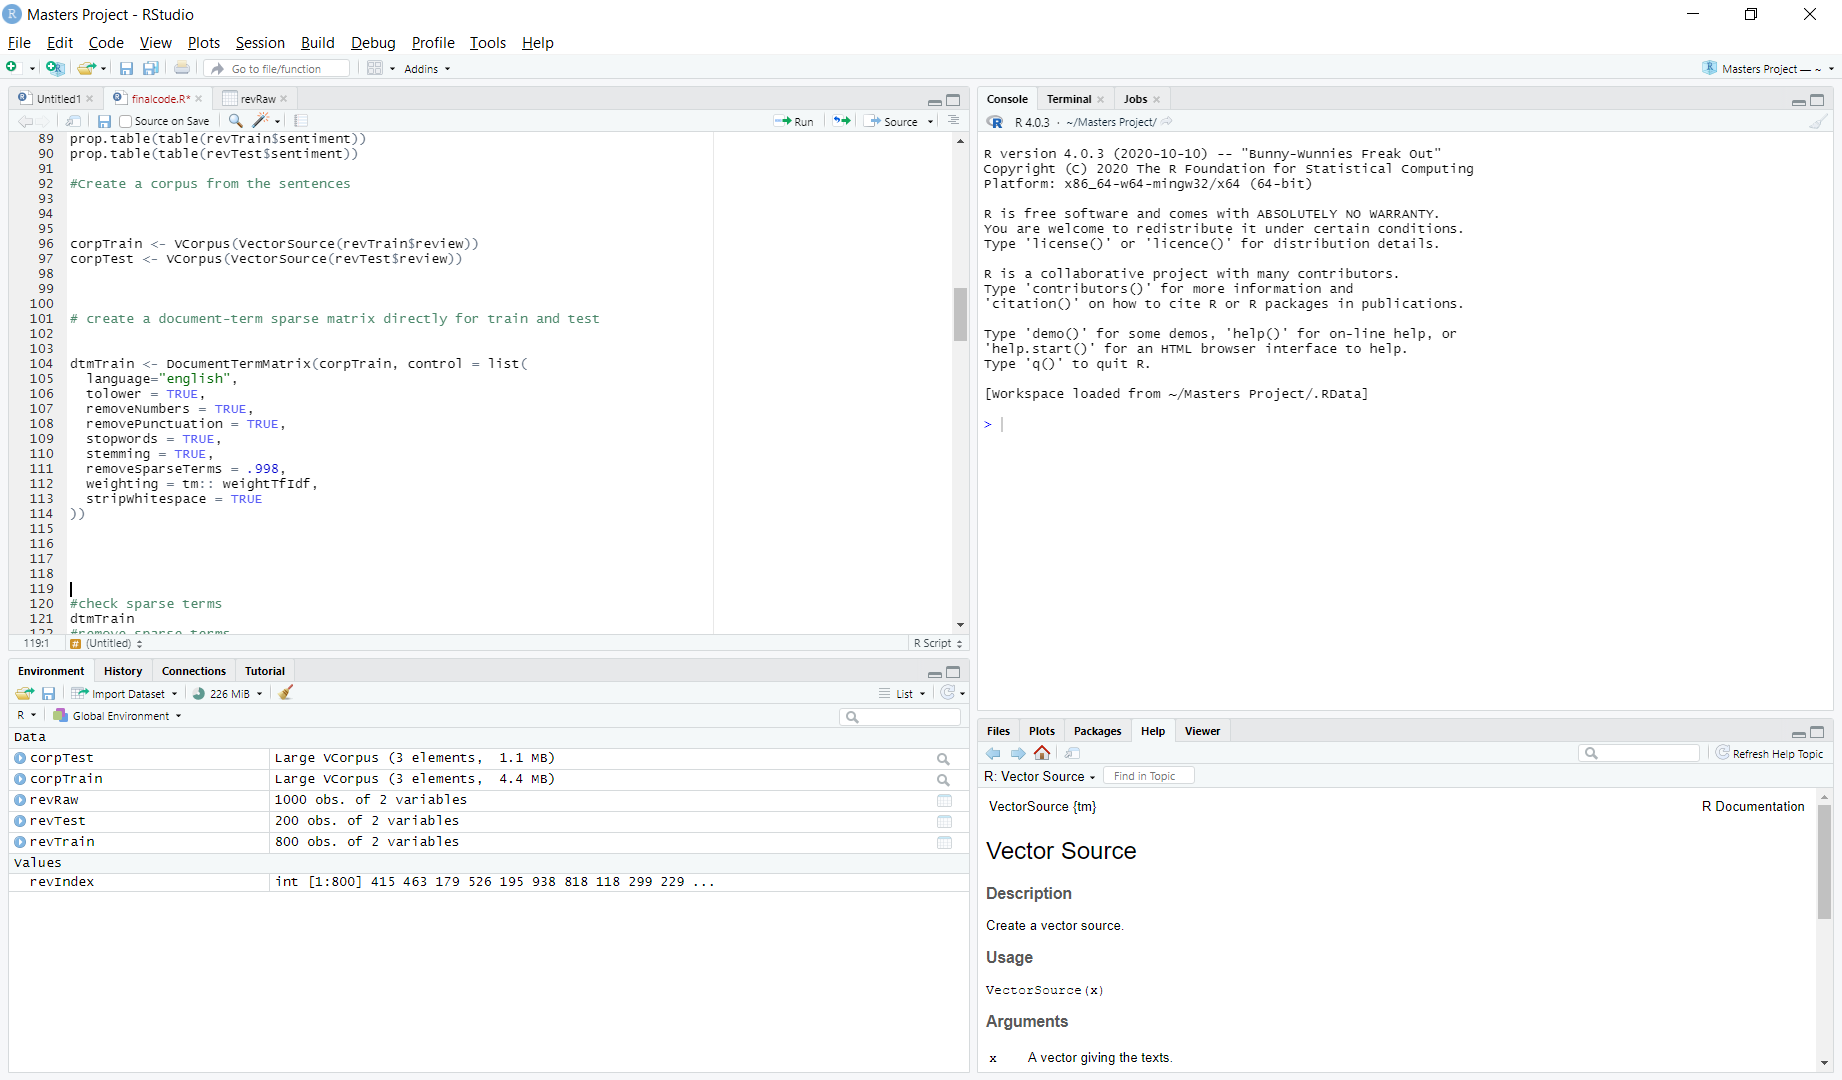 Masters Project - RStudio
File Edit Code View Plots Session Build Debug Profile Tools Help
Go to file/function Addins Masters Project — ~
Untitled1 finalcode.R* revRaw
Source on Save Run Source
89 prop.table(table(revTrain$sentiment))
90 prop.table(table(revTest$sentiment))
91
92 #Create a corpus from the sentences
93
94
95
96 corpTrain <- VCorpus(VectorSource(revTrain$review))
97 corpTest <- VCorpus(VectorSource(revTest$review))
98
99
100
101 # create a document-term sparse matrix directly for train and test
102
103
104 dtmTrain <- DocumentTermMatrix(corpTrain, control = list(
105 language="english",
106 tolower = TRUE,
107 removeNumbers = TRUE,
108 removePunctuation = TRUE,
109 stopwords = TRUE,
110 stemming = TRUE,
111 removeSparseTerms = .998,
112 weighting = tm:: weightTfIdf,
113 stripWhitespace = TRUE
114 ))
115
116
117
118
119
120 #check sparse terms
121 dtmTrain
122 #remove sparse terms
119:1 # (Untitled) R Script
Environment History Connections Tutorial
Import Dataset 226 MiB List
R Global Environment
Data
corpTest Large VCorpus (3 elements, 1.1 MB)
corpTrain Large VCorpus (3 elements, 4.4 MB)
revRaw 1000 obs. of 2 variables
revTest 200 obs. of 2 variables
revTrain 800 obs. of 2 variables
Values
revIndex int [1:800] 415 463 179 526 195 938 818 118 299 229 ...
Console Terminal Jobs
R 4.0.3 · ~/Masters Project/
R version 4.0.3 (2020-10-10) -- "Bunny-Wunnies Freak Out"
Copyright (C) 2020 The R Foundation for Statistical Computing
Platform: x86_64-w64-mingw32/x64 (64-bit)
R is free software and comes with ABSOLUTELY NO WARRANTY.
You are welcome to redistribute it under certain conditions.
Type 'license()' or 'licence()' for distribution details.
R is a collaborative project with many contributors.
Type 'contributors()' for more information and
'citation()' on how to cite R or R packages in publications.
Type 'demo()' for some demos, 'help()' for on-line help, or
'help.start()' for an HTML browser interface to help.
Type 'q()' to quit R.
[Workspace loaded from ~/Masters Project/.RData]
>
Files Plots Packages Help Viewer
Refresh Help Topic
R: Vector Source Find in Topic
VectorSource {tm} R Documentation
Vector Source
Description
Create a vector source.
Usage
VectorSource(x)
Arguments
x A vector giving the texts.